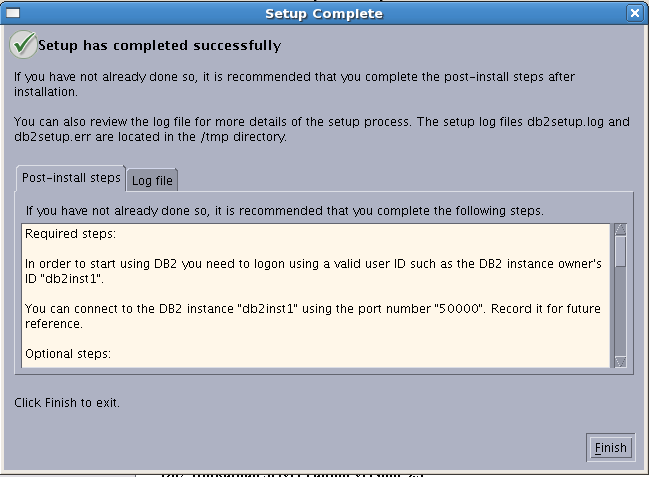 Setup Complete
Setup has completed successfully
If you have not already done so, it is recommended that you complete the post-install steps after
installation.
You can also review the log file for more details of the setup process. The setup log files db2setup.log and
db2setup.err are located in the /tmp directory.
Post-install steps
Log file
If you have not already done so, it is recommended that you complete the following steps.
Required steps:
In order to start using DB2 you need to logon using a valid user ID such as the DB2 instance owner's
ID "db2inst1".
You can connect to the DB2 instance "db2inst1" using the port number "50000". Record it for future
reference.
Optional steps:
Click Finish to exit.
Finish